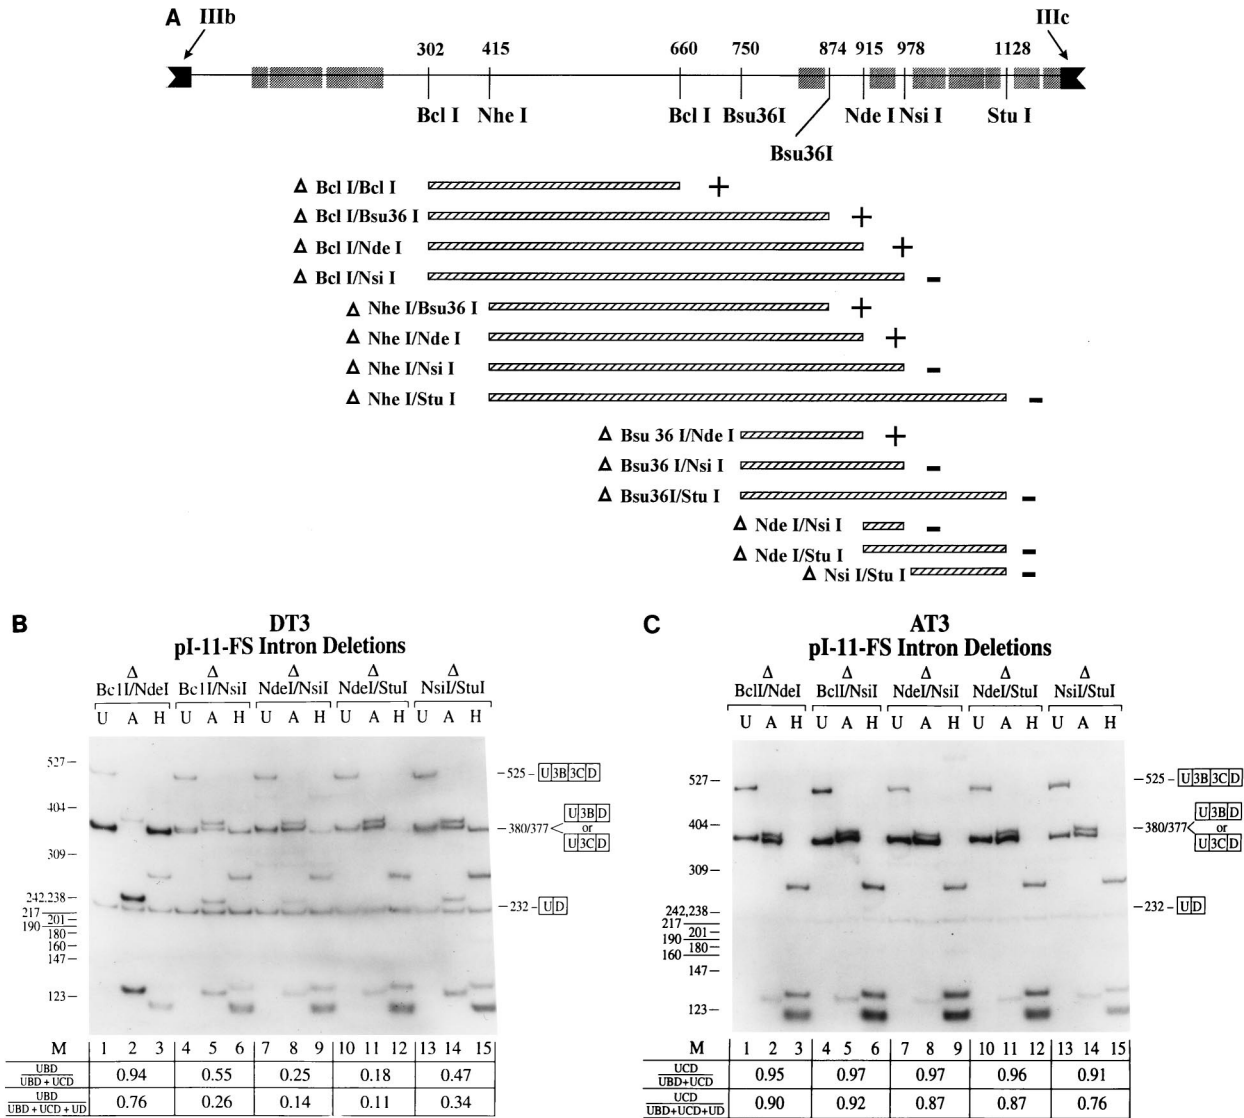 A
IIIb
IIIc
302 415 660 750 874 915 978 1128
Bcl I Nhe I Bcl I Bsu36I Nde I Nsi I Stu I
Bsu36I
Δ Bcl I/Bcl I +
Δ Bcl I/Bsu36 I +
Δ Bcl I/Nde I +
Δ Bcl I/Nsi I -
Δ Nhe I/Bsu36 I +
Δ Nhe I/Nde I +
Δ Nhe I/Nsi I -
Δ Nhe I/Stu I -
Δ Bsu 36 I/Nde I +
Δ Bsu36 I/Nsi I -
Δ Bsu36I/Stu I -
Δ Nde I/Nsi I -
Δ Nde I/Stu I -
Δ Nsi I/Stu I -
B
DT3
pI-11-FS Intron Deletions
Δ Δ Δ Δ Δ
BclI/NdeI BclI/NsiI NdeI/NsiI NdeI/StuI NsiI/StuI
U A H U A H U A H U A H U A H
527
404
309
242,238
217
201
190
180
160
147
123
525 U 3B 3C D
380/377 U 3B D
or
U 3C D
232 U D
M 1 2 3 4 5 6 7 8 9 10 11 12 13 14 15
UBD
UBD + UCD
0.94 0.55 0.25 0.18 0.47
UBD
UBD + UCD + UD
0.76 0.26 0.14 0.11 0.34
C
AT3
pI-11-FS Intron Deletions
Δ Δ Δ Δ Δ
BclI/NdeI BclI/NsiI NdeI/NsiI NdeI/StuI NsiI/StuI
U A H U A H U A H U A H U A H
527
404
309
242,238
217
201
190
180
160
147
123
525 U 3B 3C D
380/377 U 3B D
or
U 3C D
232 U D
M 1 2 3 4 5 6 7 8 9 10 11 12 13 14 15
UCD
UBD+UCD
0.95 0.97 0.97 0.96 0.91
UCD
UBD+UCD+UD
0.90 0.92 0.87 0.87 0.76